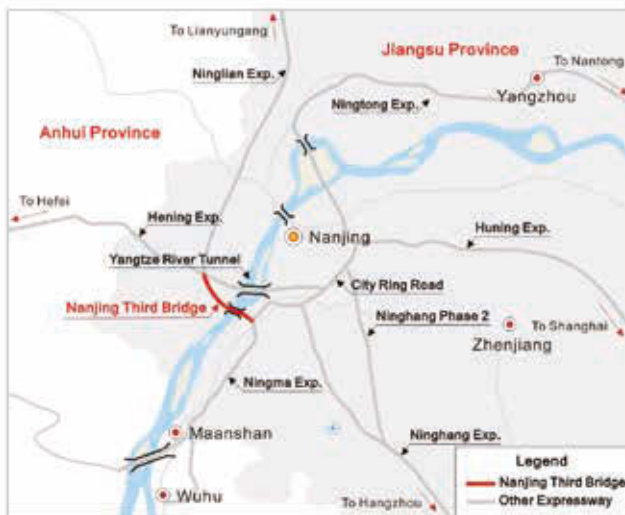 To Lianyungang
Jiangsu Province
Ninglian Exp.
To Nantong
Ningtong Exp.
Yangzhou
Anhui Province
To Hefei
Hening Exp.
Nanjing
Huning Exp.
Yangtze River Tunnel
City Ring Road
Nanjing Third Bridge
Ninghang Phase 2
To Shanghai
Zhenjiang
Ningma Exp.
Maanshan
Ninghang Exp.
Wuhu
To Hangzhou
Legend
Nanjing Third Bridge
Other Expressway